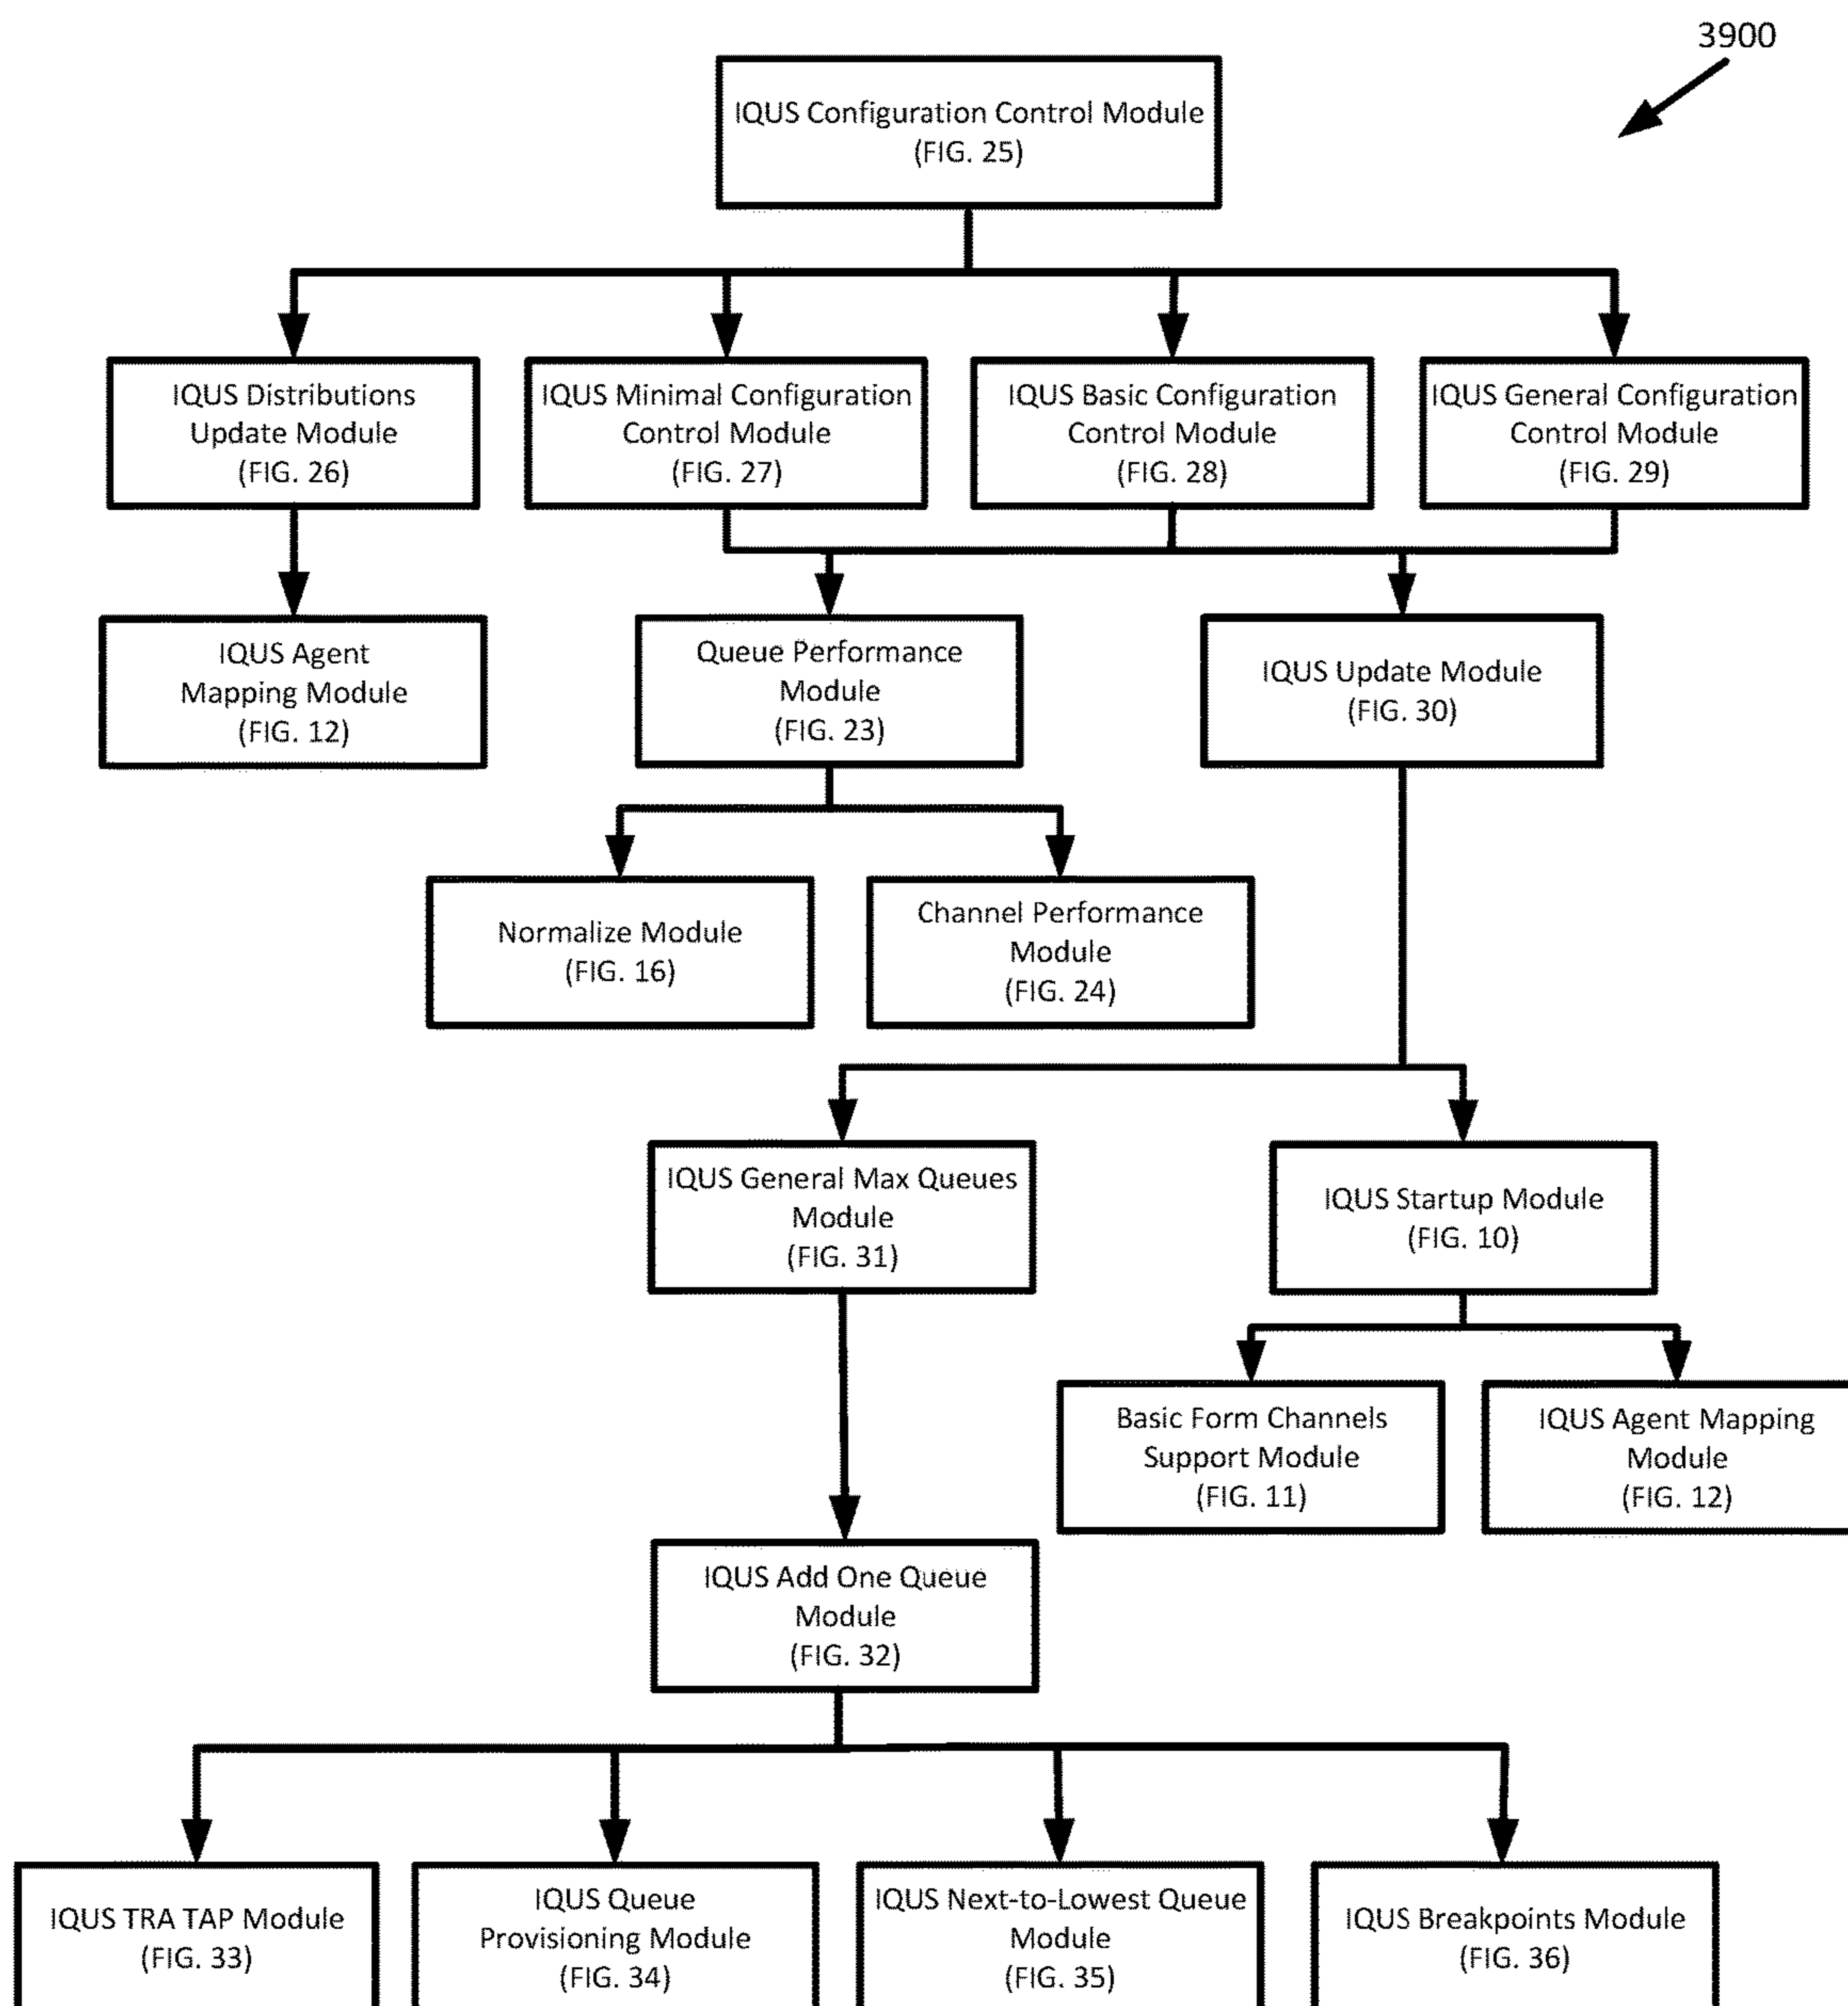 3900
IQUS Configuration Control Module
(FIG. 25)
IQUS Distributions
Update Module
(FIG. 26)
IQUS Minimal Configuration
Control Module
(FIG. 27)
IQUS Basic Configuration
Control Module
(FIG. 28)
IQUS General Configuration
Control Module
(FIG. 29)
IQUS Agent
Mapping Module
(FIG. 12)
Queue Performance
Module
(FIG. 23)
IQUS Update Module
(FIG. 30)
Normalize Module
(FIG. 16)
Channel Performance
Module
(FIG. 24)
IQUS General Max Queues
Module
(FIG. 31)
IQUS Startup Module
(FIG. 10)
Basic Form Channels
Support Module
(FIG. 11)
IQUS Agent Mapping
Module
(FIG. 12)
IQUS Add One Queue
Module
(FIG. 32)
IQUS TRA TAP Module
(FIG. 33)
IQUS Queue
Provisioning Module
(FIG. 34)
IQUS Next-to-Lowest Queue
Module
(FIG. 35)
IQUS Breakpoints Module
(FIG. 36)